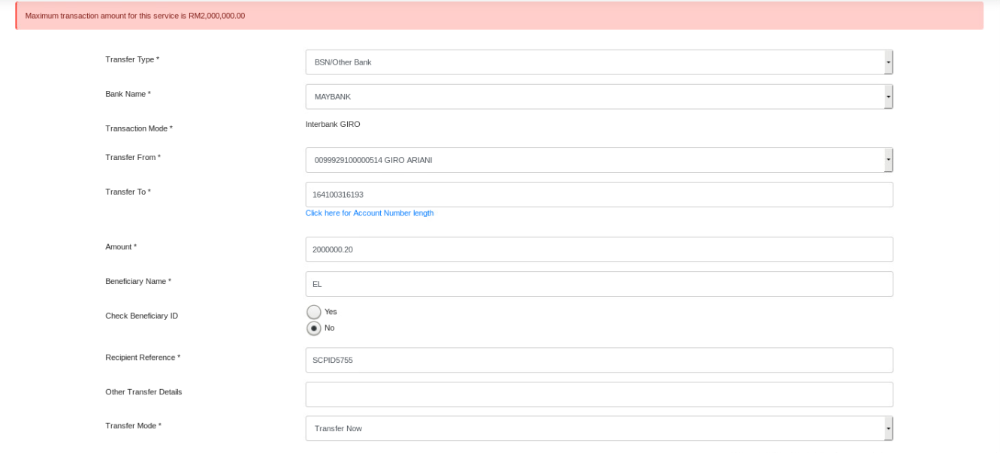 Maximum transaction amount for this service is RM2,000,000.00
Transfer Type * BSN/Other Bank
Bank Name * MAYBANK
Transaction Mode * Interbank GIRO
Transfer From * 0099929100000514 GIRO ARIANI
Transfer To * 164100316193
Click here for Account Number length
Amount * 2000000.20
Beneficiary Name * EL
Check Beneficiary ID Yes
No
Recipient Reference * SCPID5755
Other Transfer Details
Transfer Mode * Transfer Now